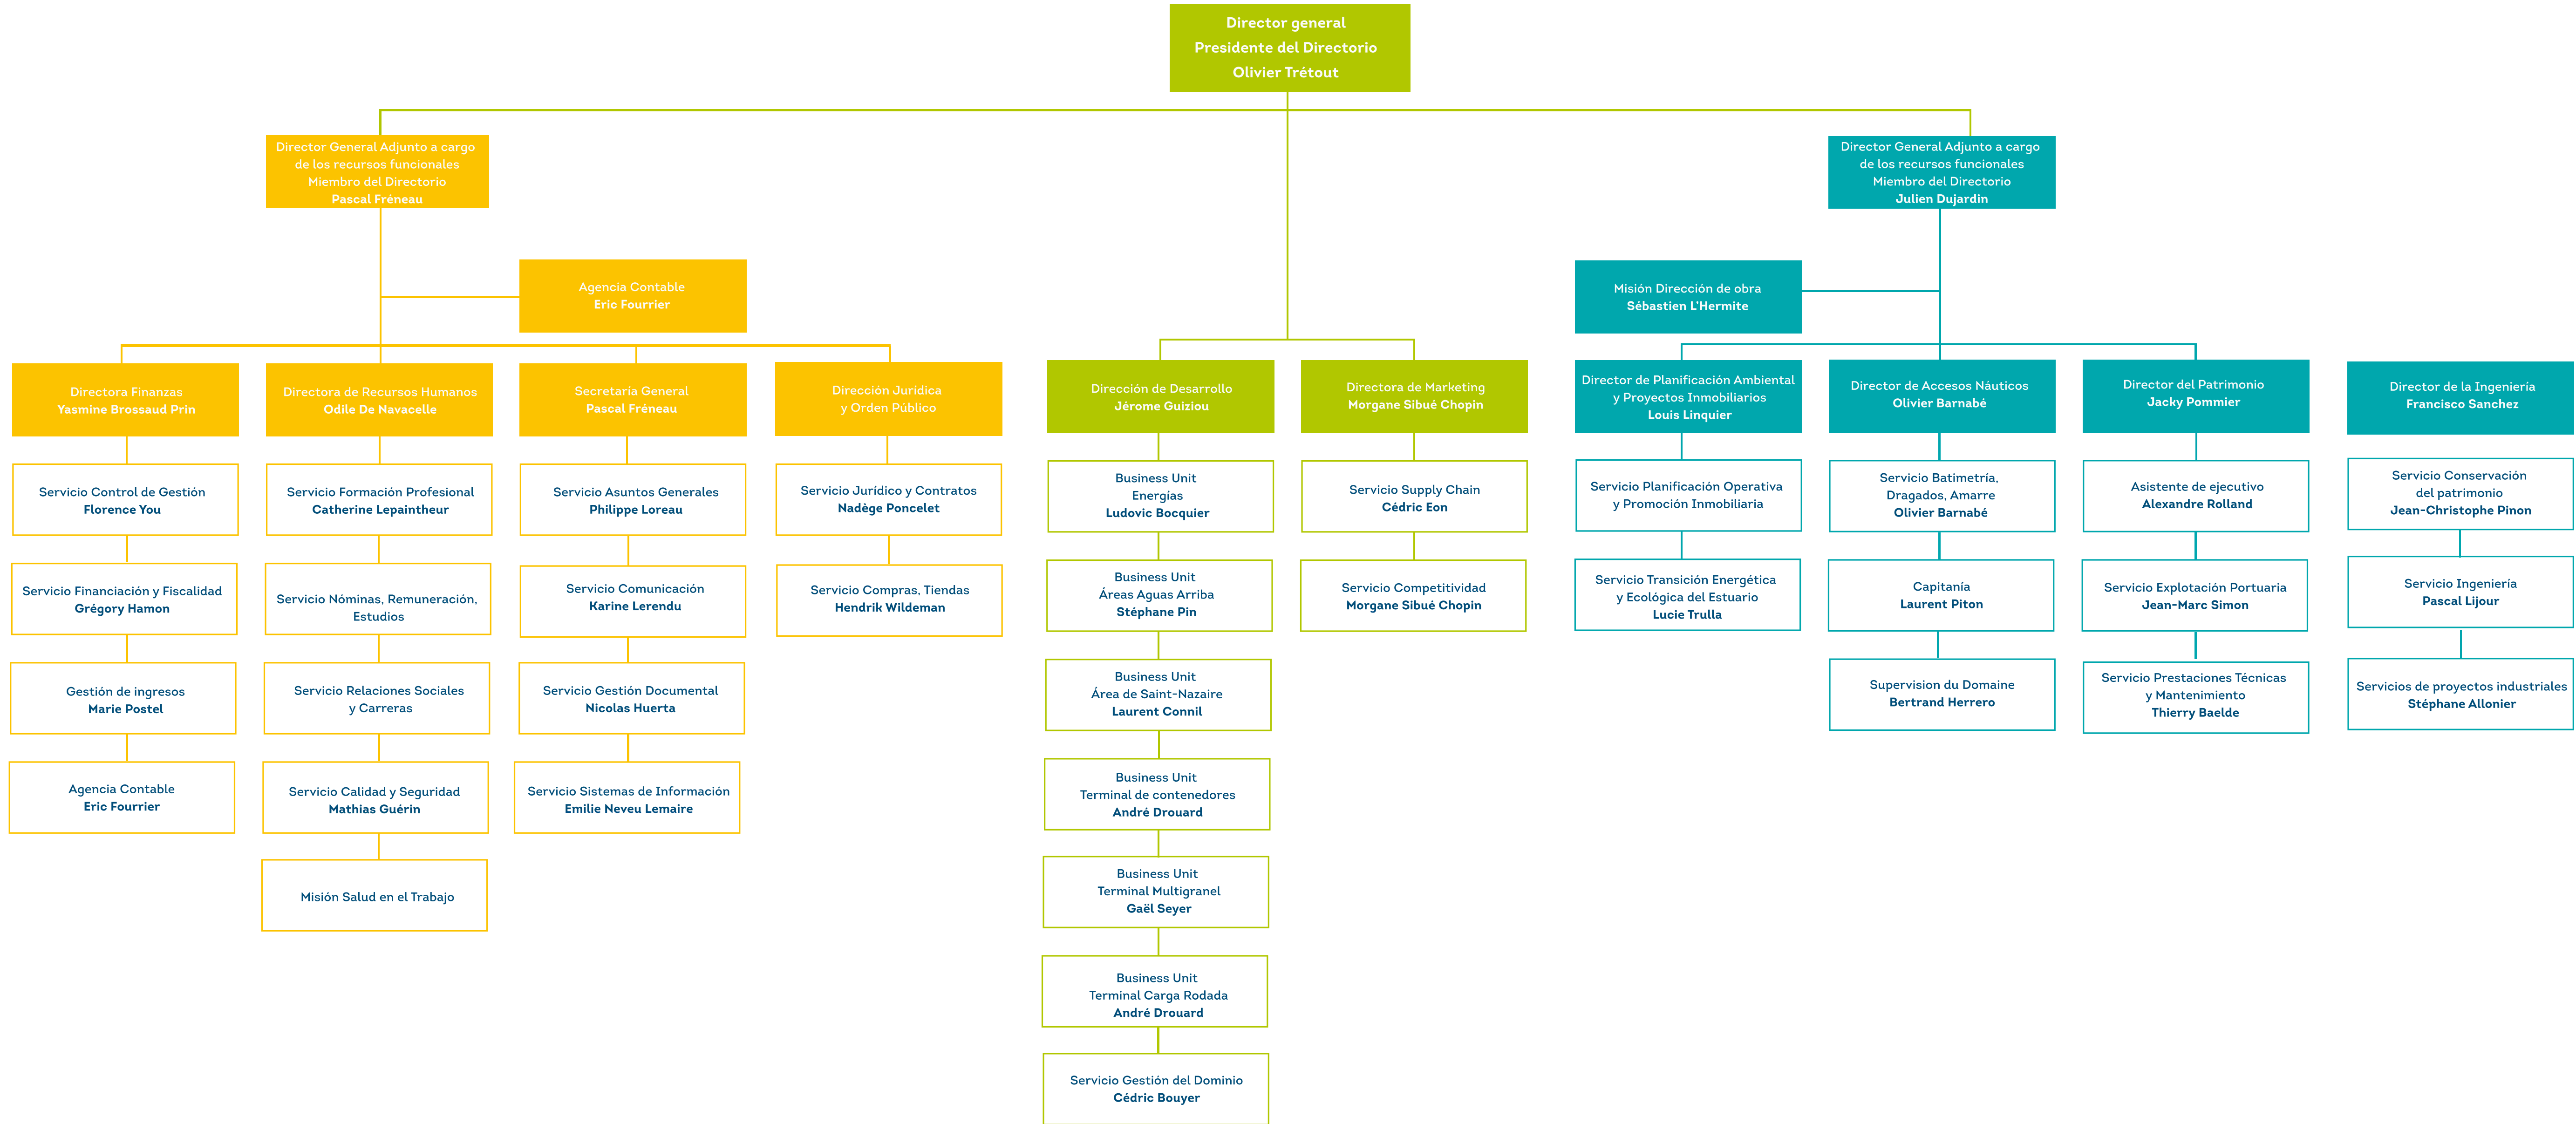 Director general
Presidente del Directorio
Olivier Trétout
Director General Adjunto a cargo
de los recursos funcionales
Miembro del Directorio
Pascal Fréneau
Director General Adjunto a cargo
de los recursos funcionales
Miembro del Directorio
Julien Dujardin
Agencia Contable
Eric Fourrier
Misión Dirección de obra
Sébastien L'Hermite
Directora Finanzas
Yasmine Brossaud Prin
Directora de Recursos Humanos
Odile De Navacelle
Secretaría General
Pascal Fréneau
Dirección Jurídica
y Orden Público
Dirección de Desarrollo
Jérome Guiziou
Directora de Marketing
Morgane Sibué Chopin
Director de Planificación Ambiental
y Proyectos Inmobiliarios
Louis Linquier
Director de Accesos Náuticos
Olivier Barnabé
Director del Patrimonio
Jacky Pommier
Director de la Ingeniería
Francisco Sanchez
Servicio Control de Gestión
Florence You
Servicio Financiación y Fiscalidad
Grégory Hamon
Gestión de ingresos
Marie Postel
Agencia Contable
Eric Fourrier
Servicio Formación Profesional
Catherine Lepaintheur
Servicio Nóminas, Remuneración,
Estudios
Servicio Relaciones Sociales
y Carreras
Servicio Calidad y Seguridad
Mathias Guérin
Misión Salud en el Trabajo
Servicio Asuntos Generales
Philippe Loreau
Servicio Comunicación
Karine Lerendu
Servicio Gestión Documental
Nicolas Huerta
Servicio Sistemas de Información
Emilie Neveu Lemaire
Servicio Jurídico y Contratos
Nadège Poncelet
Servicio Compras, Tiendas
Hendrik Wildeman
Business Unit
Energías
Ludovic Bocquier
Business Unit
Áreas Aguas Arriba
Stéphane Pin
Business Unit
Área de Saint-Nazaire
Laurent Connil
Business Unit
Terminal de contenedores
André Drouard
Business Unit
Terminal Multigranel
Gaël Seyer
Business Unit
Terminal Carga Rodada
André Drouard
Servicio Gestión del Dominio
Cédric Bouyer
Servicio Supply Chain
Cédric Eon
Servicio Competitividad
Morgane Sibué Chopin
Servicio Planificación Operativa
y Promoción Inmobiliaria
Servicio Transición Energética
y Ecológica del Estuario
Lucie Trulla
Servicio Batimetría,
Dragados, Amarre
Olivier Barnabé
Capitanía
Laurent Piton
Supervision du Domaine
Bertrand Herrero
Asistente de ejecutivo
Alexandre Rolland
Servicio Explotación Portuaria
Jean-Marc Simon
Servicio Prestaciones Técnicas
y Mantenimiento
Thierry Baelde
Servicio Conservación
del patrimonio
Jean-Christophe Pinon
Servicio Ingeniería
Pascal Lijour
Servicios de proyectos industriales
Stéphane Allonier